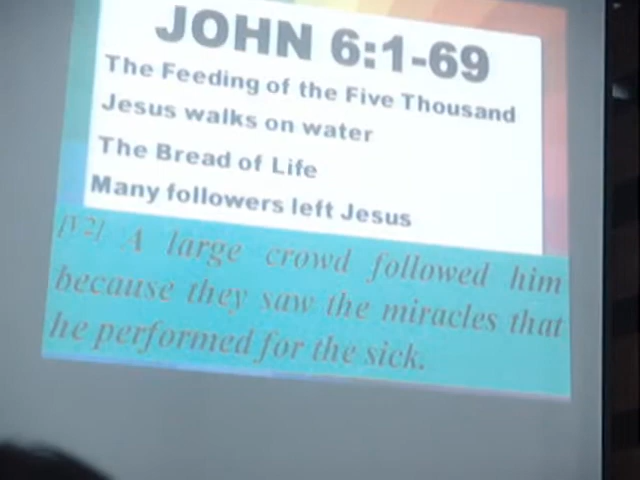 JOHN 6:1-69
The Feeding of the Five Thousand
Jesus walks on water
The Bread of Life
Many followers left Jesus
[V2] A large crowd followed him
because they saw the miracles that
he performed for the sick.